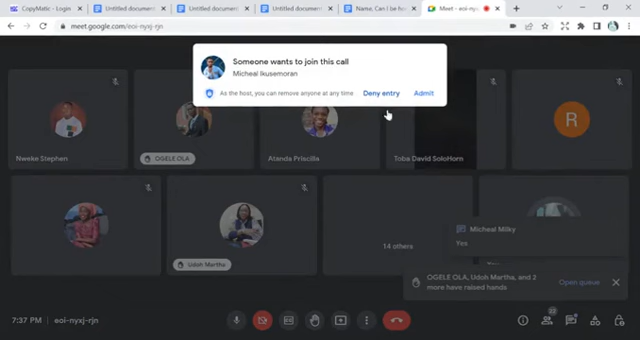 CopyMatic - Login
Untitled document
Untitled document
Untitled document
Name, Can I be
Meet - eoi-nyxj
meet.google.com/eoi-nyxj-rjn
Someone wants to join this call
Micheal Ikusemoran
As the host, you can remove anyone at any time
Deny entry
Admit
Nweke Stephen
OGELE OLA
Atanda Priscilla
Toba David SoloHorn
R
Udoh Martha
14 others
Micheal Milky
Yes
OGELE OLA, Udoh Martha, and 2
more have raised hands
Open queue
7:37 PM
eoi-nyxj-rjn
22